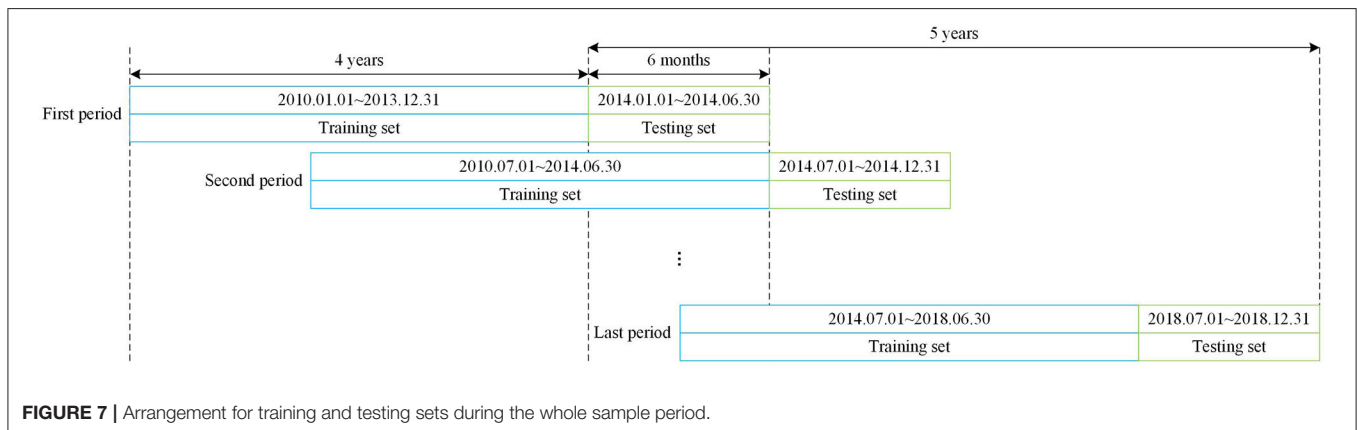 5 years
4 years
6 months
First period
2010.01.01~2013.12.31
2014.01.01~2014.06.30
Training set
Testing set
Second period
2010.07.01~2014.06.30
2014.07.01~2014.12.31
Training set
Testing set
⋮
Last period
2014.07.01~2018.06.30
2018.07.01~2018.12.31
Training set
Testing set
FIGURE 7 | Arrangement for training and testing sets during the whole sample period.